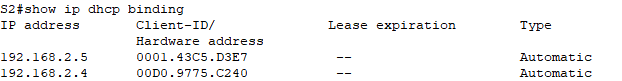 S2#show ip dhcp binding
IP address Client-ID/ Lease expiration Type
Hardware address
192.168.2.5 0001.43C5.D3E7 -- Automatic
192.168.2.4 00D0.9775.C240 -- Automatic